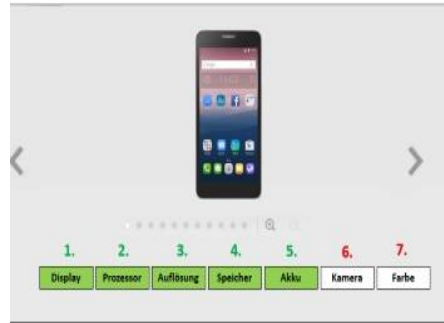 1. 2. 3. 4. 5. 6. 7.
Display Prozessor Auflösung Speicher Akku Kamera Farbe